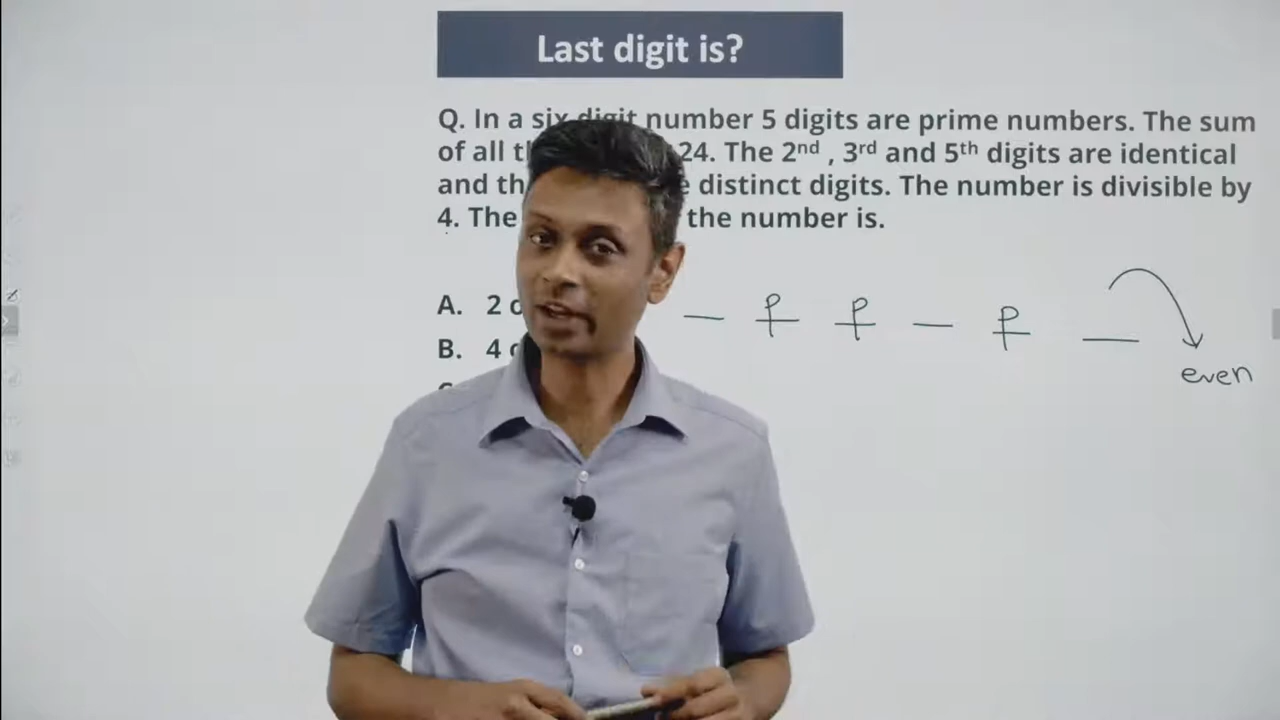 Last digit is?
Q. In a six digit number 5 digits are prime numbers. The sum
of all 24. The 2nd , 3rd and 5th digits are identical
and distinct digits. The number is divisible by
4. The the number is.
A. 2
P P P
B. 4
even